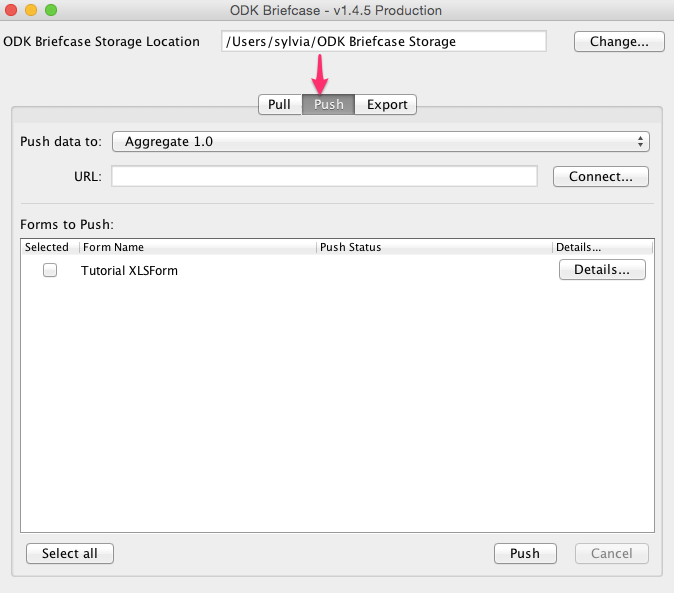 ODK Briefcase - v1.4.5 Production
ODK Briefcase Storage Location /Users/sylvia/ODK Briefcase Storage Change...
Pull Push Export
Push data to: Aggregate 1.0
URL: Connect...
Forms to Push:
Selected Form Name Push Status Details...
Tutorial XLSForm Details...
Select all Push Cancel